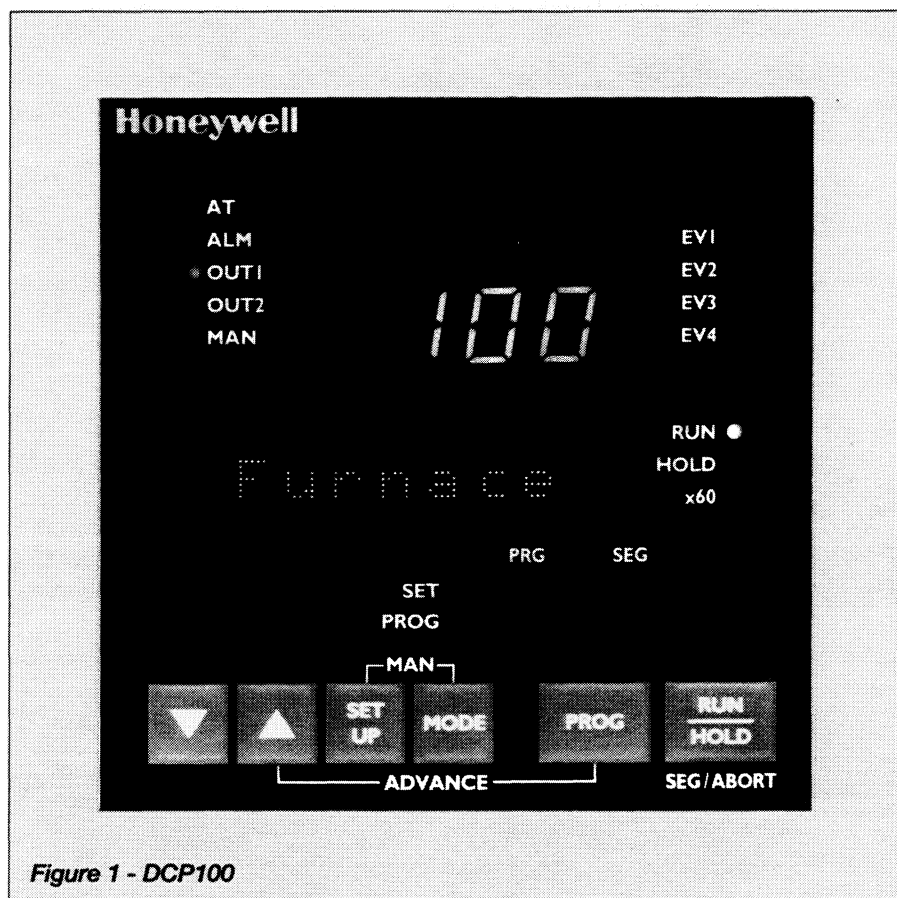 Honeywell
AT
ALM
OUT1
OUT2
MAN
100
EV1
EV2
EV3
EV4
Furnace
RUN
HOLD
x60
PRG SEG
SET
PROG
MAN
SET UP
MODE
PROG
RUN
HOLD
ADVANCE
SEG/ABORT
Figure 1 - DCP100